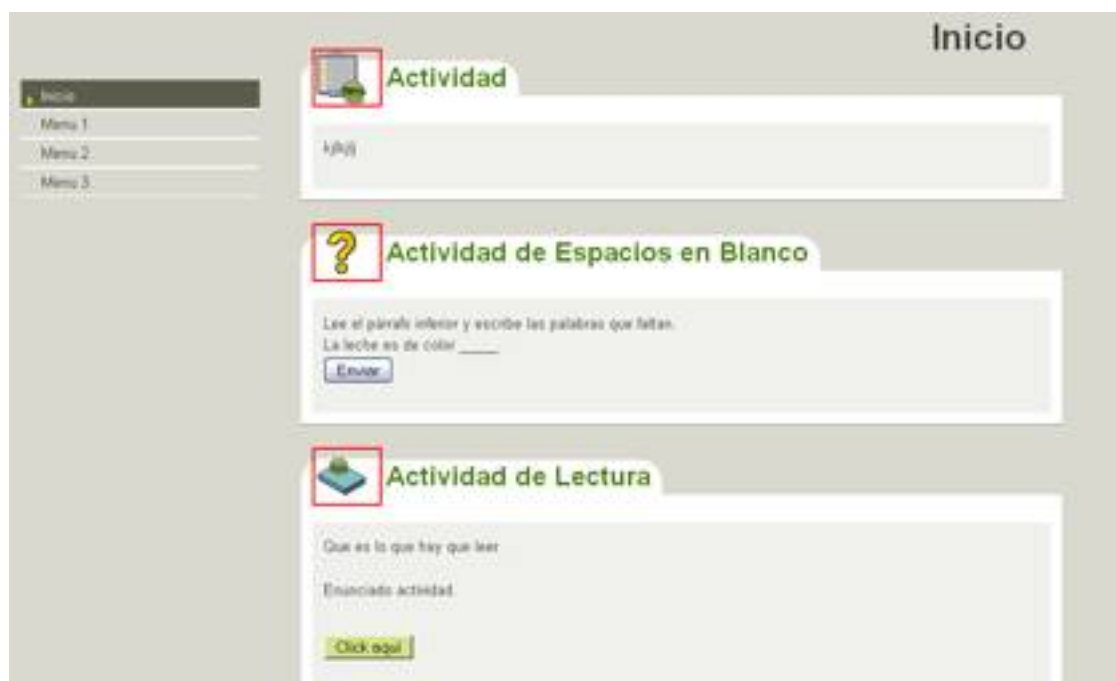 Inicio
Inicio
Menu 1
Menu 2
Menu 3
Actividad
Actividad de Espacios en Blanco
Lee el párrafo inferior y escribe las palabras que faltan.
La leche es de color _____
Enviar
Actividad de Lectura
Que es lo que hay que leer
Enunciado actividad
Click aquí